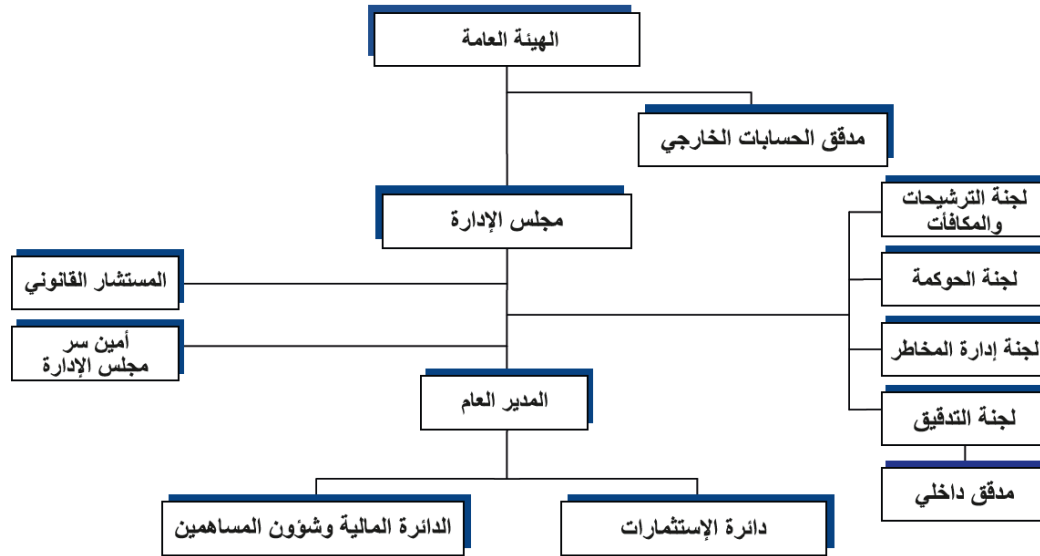 الهيئة العامة
مدقق الحسابات الخارجي
مجلس الإدارة
لجنة الترشيحات
والمكافأت
المستشار القانوني
لجنة الحوكمة
أمين سر
مجلس الإدارة
لجنة إدارة المخاطر
المدير العام
لجنة التدقيق
مدقق داخلي
دائرة الإستثمارات
الدائرة المالية وشؤون المساهمين